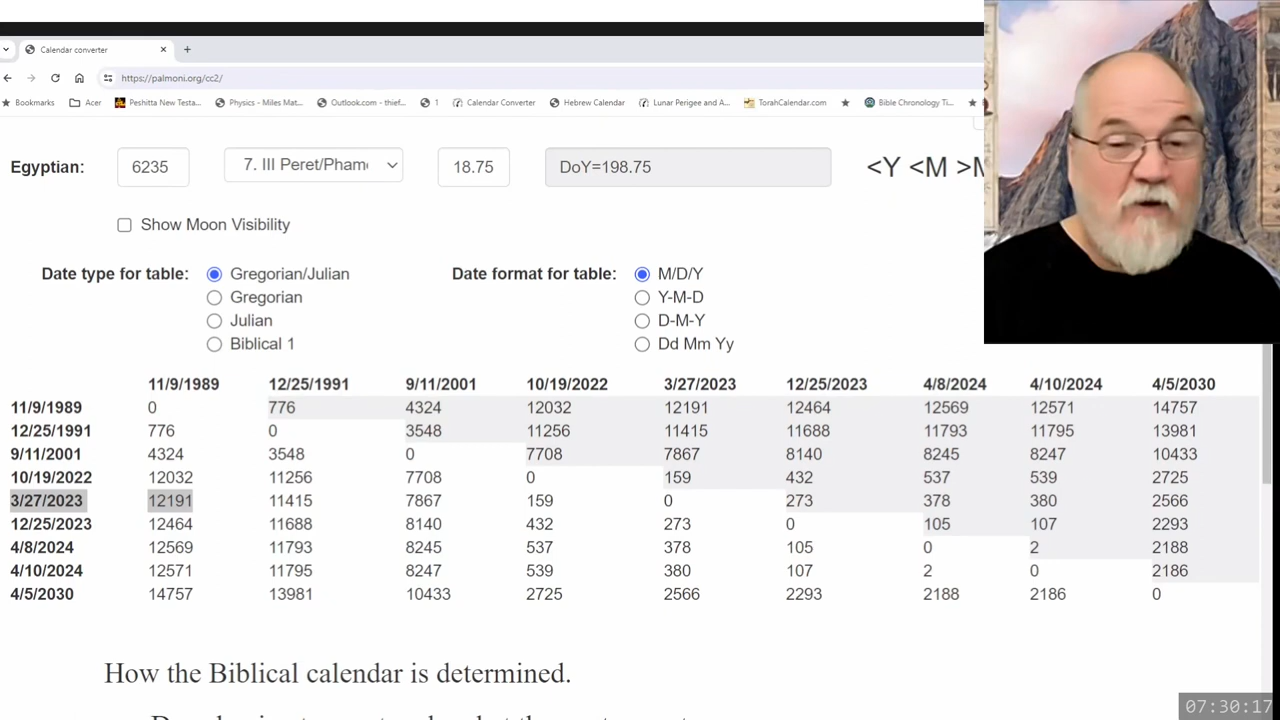 Calendar converter
https://palmoni.org/cc2/
Bookmarks Acer Peshitta New Testa... Physics - Miles Mat... Outlook.com - thief... 1 Calendar Converter Hebrew Calendar Lunar Perigee and A... TorahCalendar.com Bible Chronology Ti...
Egyptian: 6235 7. III Peret/Pham 18.75 DoY=198.75 <Y <M >M
Show Moon Visibility
Date type for table: Gregorian/Julian Date format for table: M/D/Y
Gregorian Y-M-D
Julian D-M-Y
Biblical 1 Dd Mm Yy
11/9/1989 12/25/1991 9/11/2001 10/19/2022 3/27/2023 12/25/2023 4/8/2024 4/10/2024 4/5/2030
11/9/1989 0 776 4324 12032 12191 12464 12569 12571 14757
12/25/1991 776 0 3548 11256 11415 11688 11793 11795 13981
9/11/2001 4324 3548 0 7708 7867 8140 8245 8247 10433
10/19/2022 12032 11256 7708 0 159 432 537 539 2725
3/27/2023 12191 11415 7867 159 0 273 378 380 2566
12/25/2023 12464 11688 8140 432 273 0 105 107 2293
4/8/2024 12569 11793 8245 537 378 105 0 2 2188
4/10/2024 12571 11795 8247 539 380 107 2 0 2186
4/5/2030 14757 13981 10433 2725 2566 2293 2188 2186 0
How the Biblical calendar is determined.
07:30:17